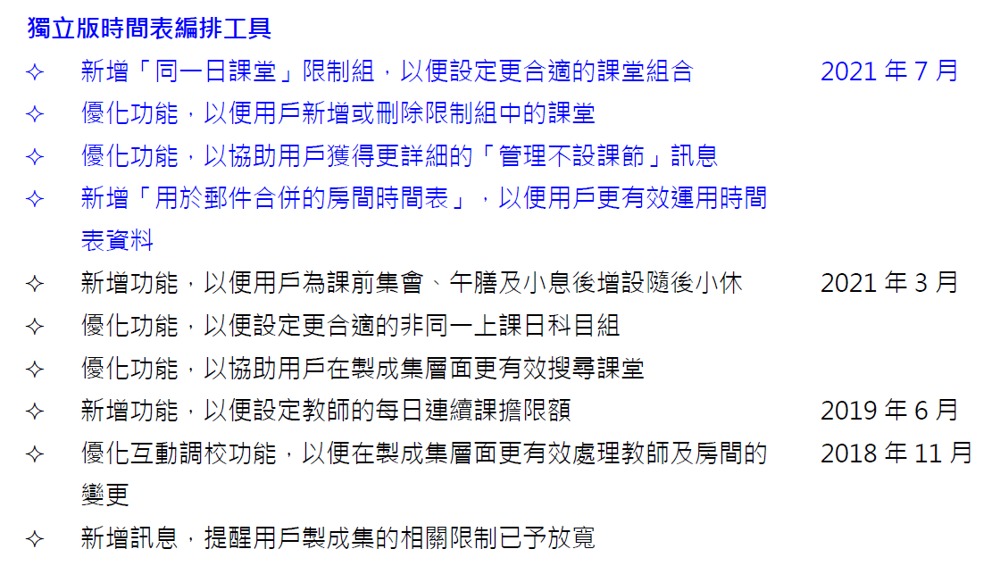 獨立版時間表編排工具
✧ 新增「同一日課堂」限制組，以便設定更合適的課堂組合 2021 年 7 月
✧ 優化功能，以便用戶新增或刪除限制組中的課堂
✧ 優化功能，以協助用戶獲得更詳細的「管理不設課節」訊息
✧ 新增「用於郵件合併的房間時間表」，以便用戶更有效運用時間
表資料
✧ 新增功能，以便用戶為課前集會、午膳及小息後增設隨後小休 2021 年 3 月
✧ 優化功能，以便設定更合適的非同一上課日科目組
✧ 優化功能，以協助用戶在製成集層面更有效搜尋課堂
✧ 新增功能，以便設定教師的每日連續課擔限額 2019 年 6 月
✧ 優化互動調校功能，以便在製成集層面更有效處理教師及房間的 2018 年 11 月
變更
✧ 新增訊息，提醒用戶製成集的相關限制已予放寬